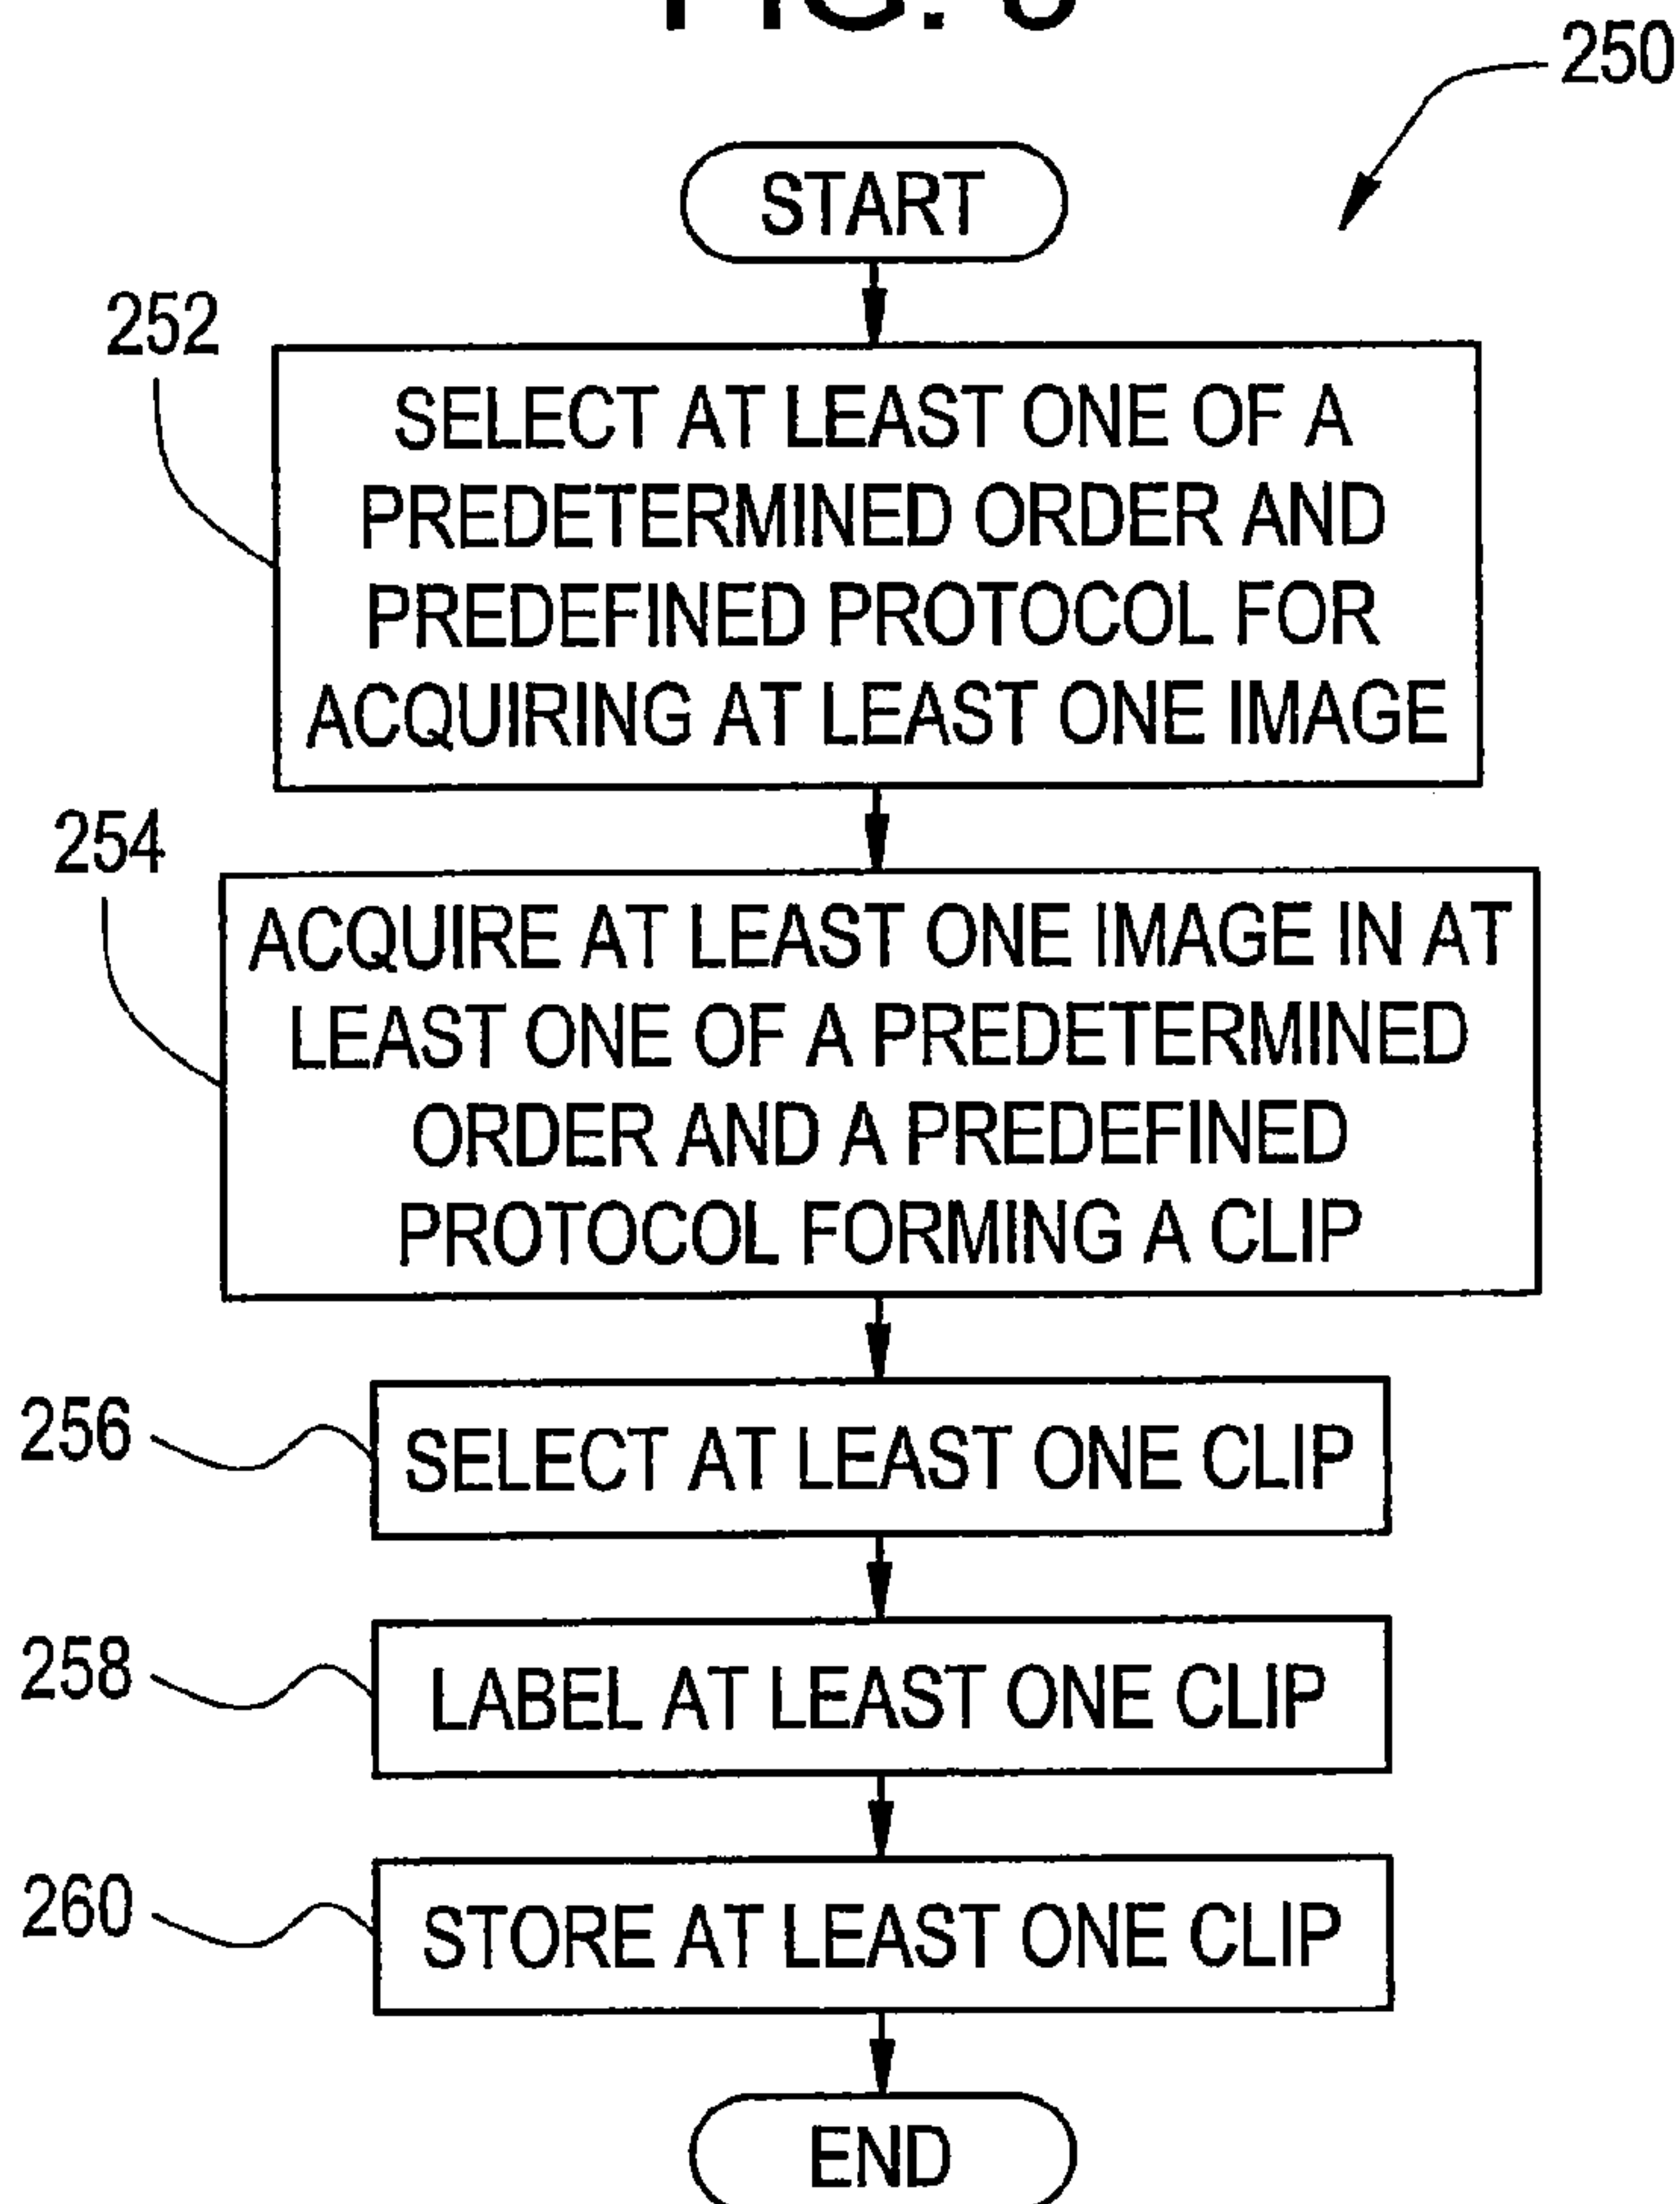 FIG.
250
START
252
SELECT AT LEAST ONE OF A
PREDETERMINED ORDER AND
PREDEFINED PROTOCOL FOR
ACQUIRING AT LEAST ONE IMAGE
254
ACQUIRE AT LEAST ONE IMAGE IN AT
LEAST ONE OF A PREDETERMINED
ORDER AND A PREDEFINED
PROTOCOL FORMING A CLIP
256
SELECT AT LEAST ONE CLIP
258
LABEL AT LEAST ONE CLIP
260
STORE AT LEAST ONE CLIP
END